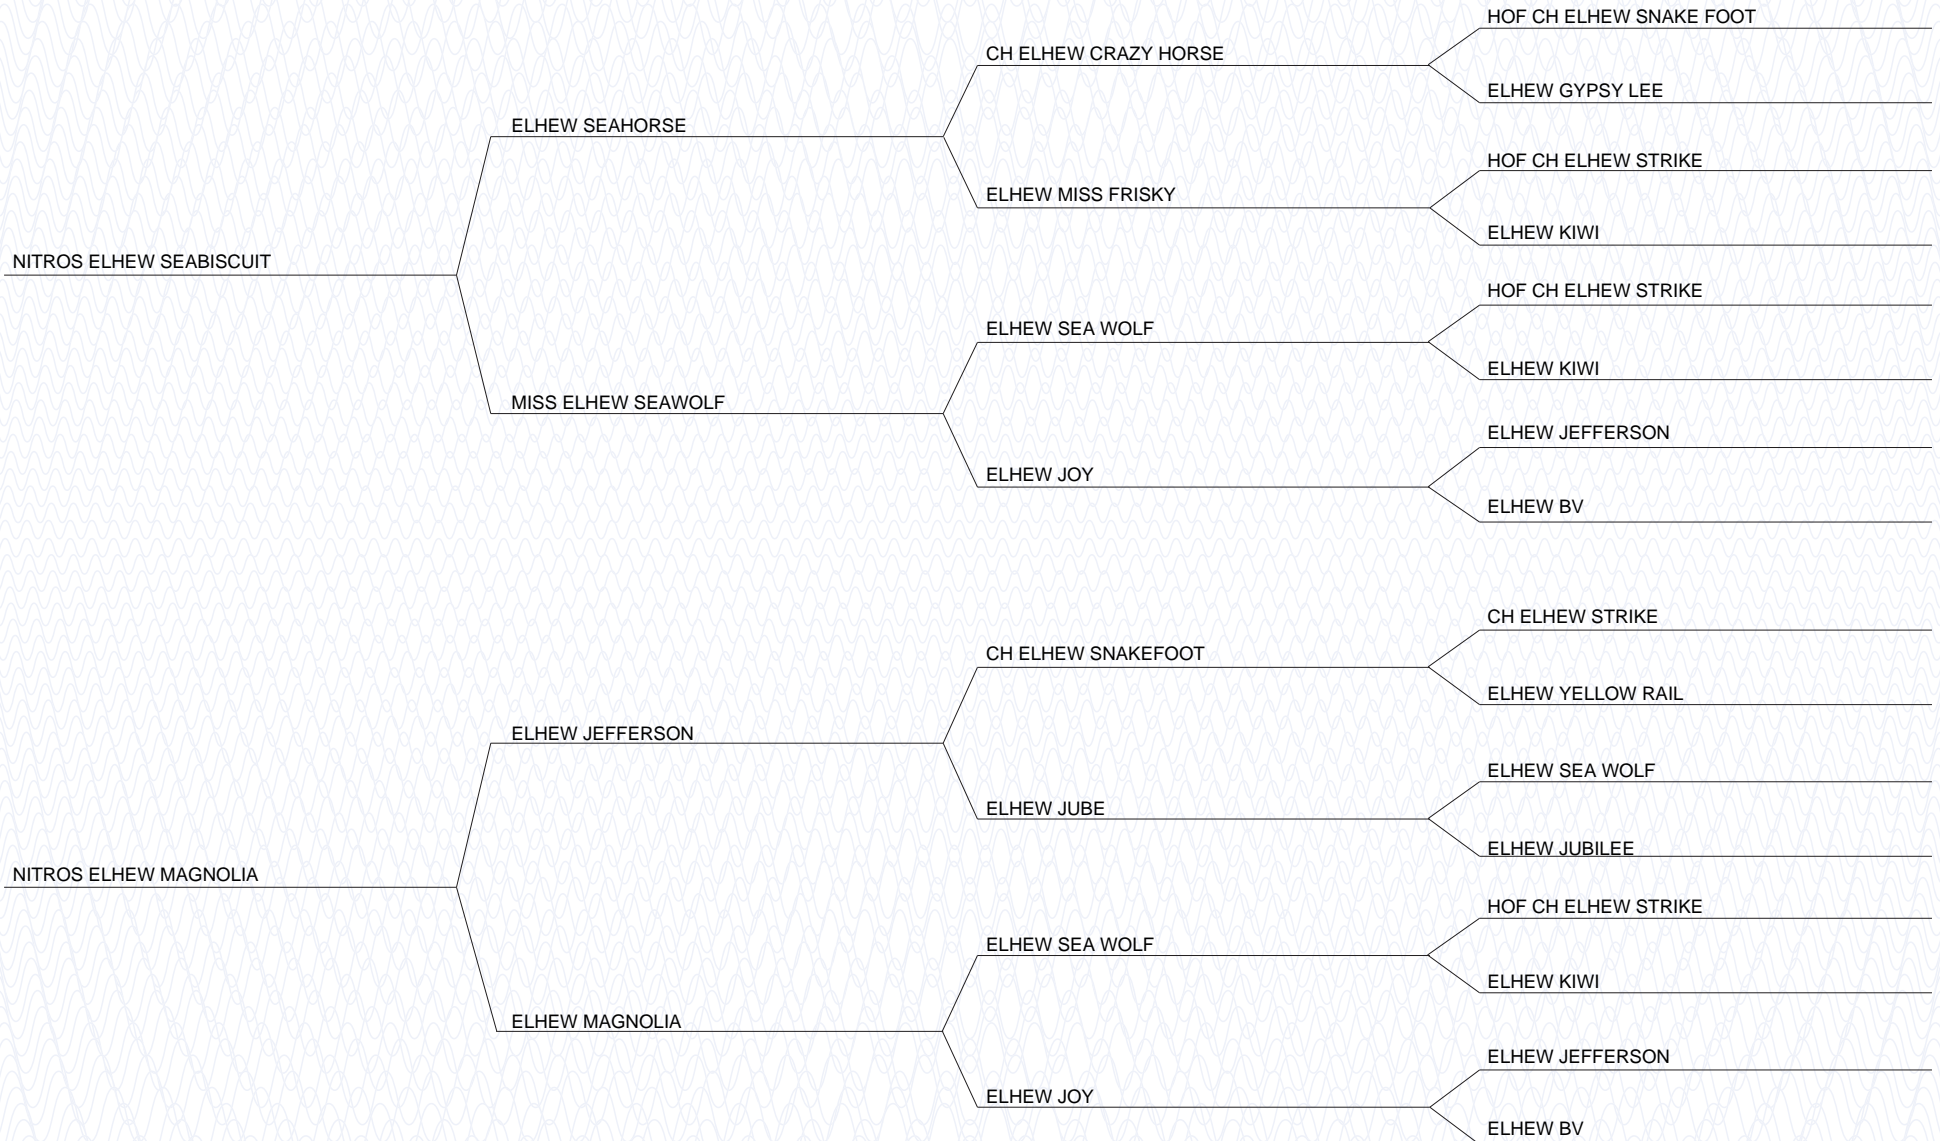 HOF CH ELHEW SNAKE FOOT
CH ELHEW CRAZY HORSE
ELHEW GYPSY LEE
ELHEW SEAHORSE
HOF CH ELHEW STRIKE
ELHEW MISS FRISKY
ELHEW KIWI
NITROS ELHEW SEABISCUIT
HOF CH ELHEW STRIKE
ELHEW SEA WOLF
ELHEW KIWI
MISS ELHEW SEAWOLF
ELHEW JEFFERSON
ELHEW JOY
ELHEW BV
CH ELHEW STRIKE
CH ELHEW SNAKEFOOT
ELHEW YELLOW RAIL
ELHEW JEFFERSON
ELHEW SEA WOLF
ELHEW JUBE
ELHEW JUBILEE
NITROS ELHEW MAGNOLIA
HOF CH ELHEW STRIKE
ELHEW SEA WOLF
ELHEW KIWI
ELHEW MAGNOLIA
ELHEW JEFFERSON
ELHEW JOY
ELHEW BV